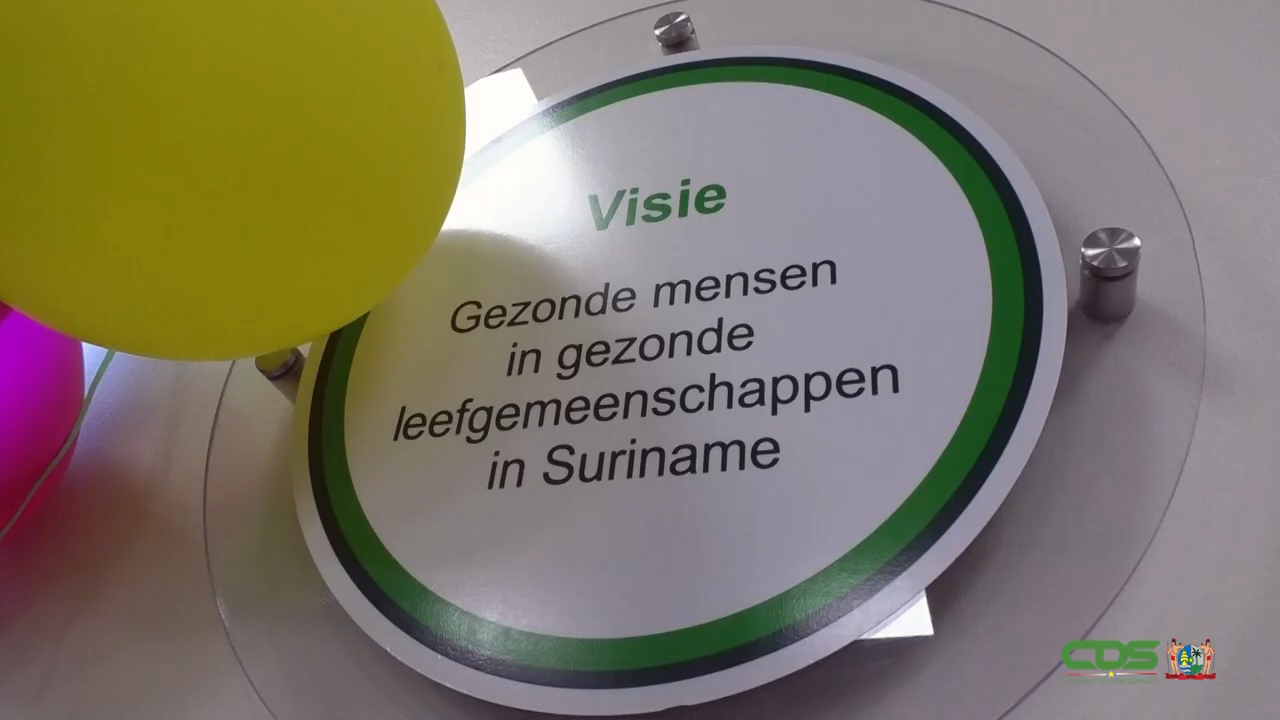 Visie
Gezonde mensen
in gezonde
leefgemeenschappen
in Suriname
CDS